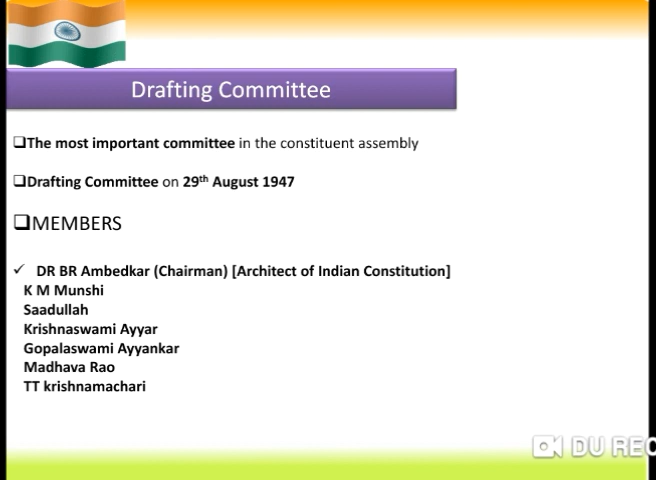 Drafting Committee
❑The most important committee in the constituent assembly
❑Drafting Committee on 29th August 1947
❑MEMBERS
✓ DR BR Ambedkar (Chairman) [Architect of Indian Constitution]
K M Munshi
Saadullah
Krishnaswami Ayyar
Gopalaswami Ayyankar
Madhava Rao
TT krishnamachari
DU REC